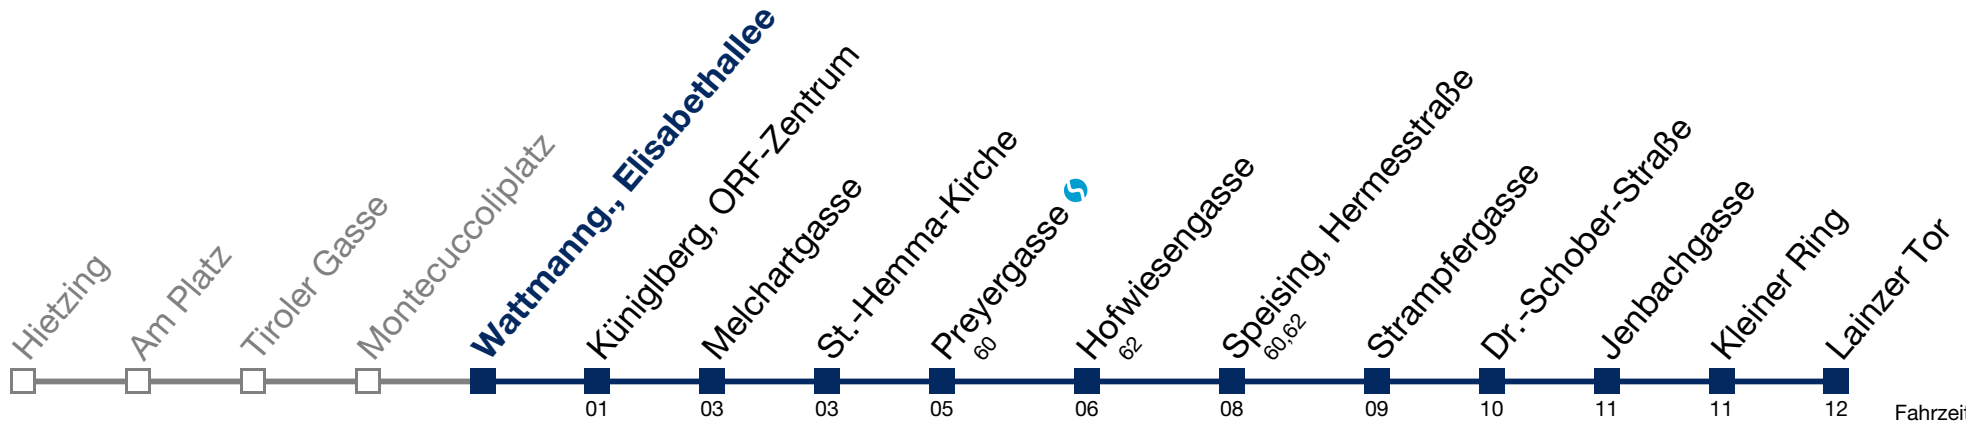 Hietzing
Am Platz
Tiroler Gasse
Montecuccoliplatz
Wattmanng., Elisabethallee
Küniglberg, ORF-Zentrum
Melchartgasse
St.-Hemma-Kirche
Preyergasse
60
Hofwiesengasse
62
Speising, Hermesstraße
60,62
Strampfergasse
Dr.-Schober-Straße
Jenbachgasse
Kleiner Ring
Lainzer Tor
01 03 03 05 06 08 09 10 11 11 12 Fahrzeit